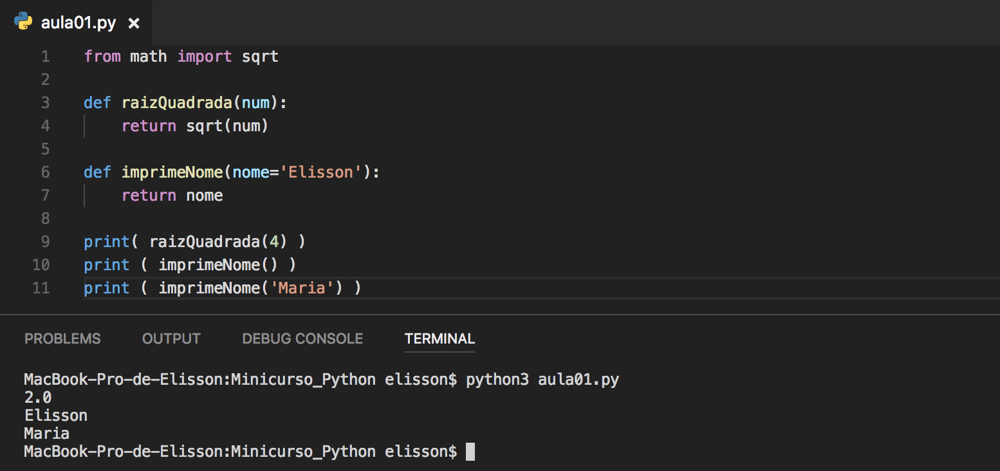 aula01.py ×
1 from math import sqrt
2
3 def raizQuadrada(num):
4     return sqrt(num)
5
6 def imprimeNome(nome='Elisson'):
7     return nome
8
9 print( raizQuadrada(4) )
10 print ( imprimeNome() )
11 print ( imprimeNome('Maria') )
PROBLEMS OUTPUT DEBUG CONSOLE TERMINAL
MacBook-Pro-de-Elisson:Minicurso_Python elisson$ python3 aula01.py
2.0
Elisson
Maria
MacBook-Pro-de-Elisson:Minicurso_Python elisson$